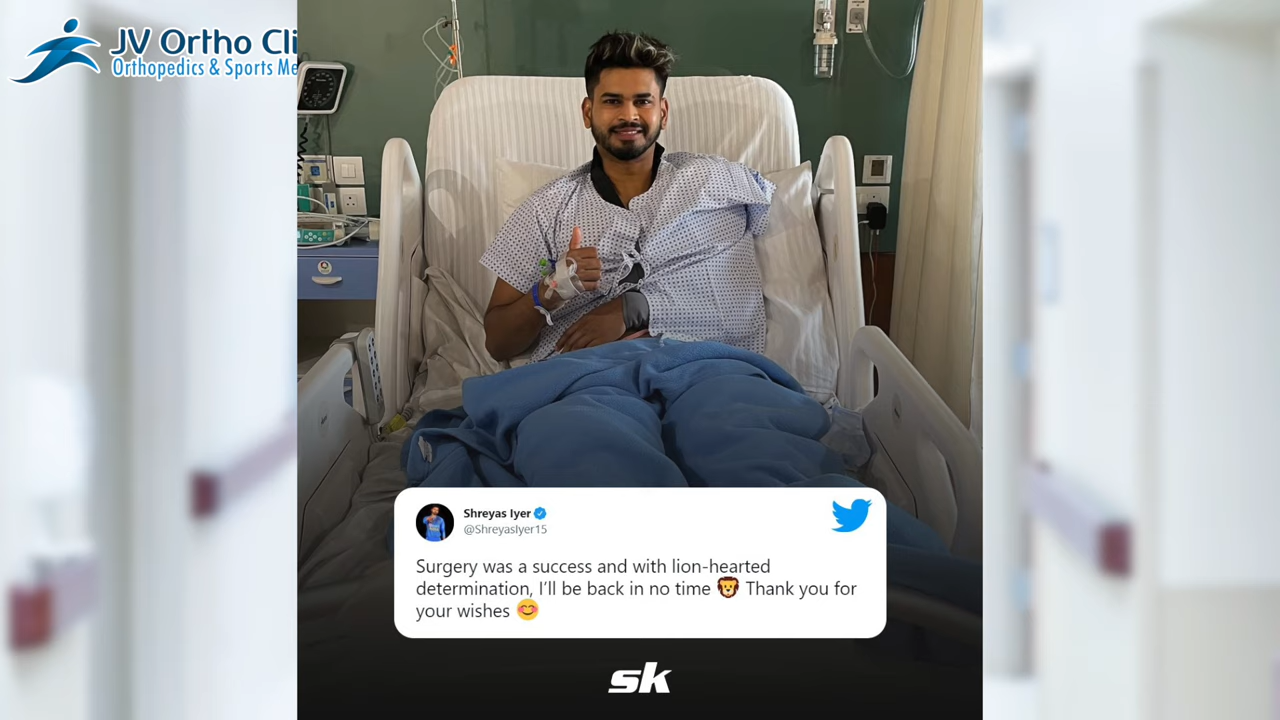 JV Ortho Cli
Orthopedics & Sports Me
Shreyas Iyer
@ShreyasIyer15
Surgery was a success and with lion-hearted
determination, I'll be back in no time 🦁 Thank you for
your wishes 😊
sk